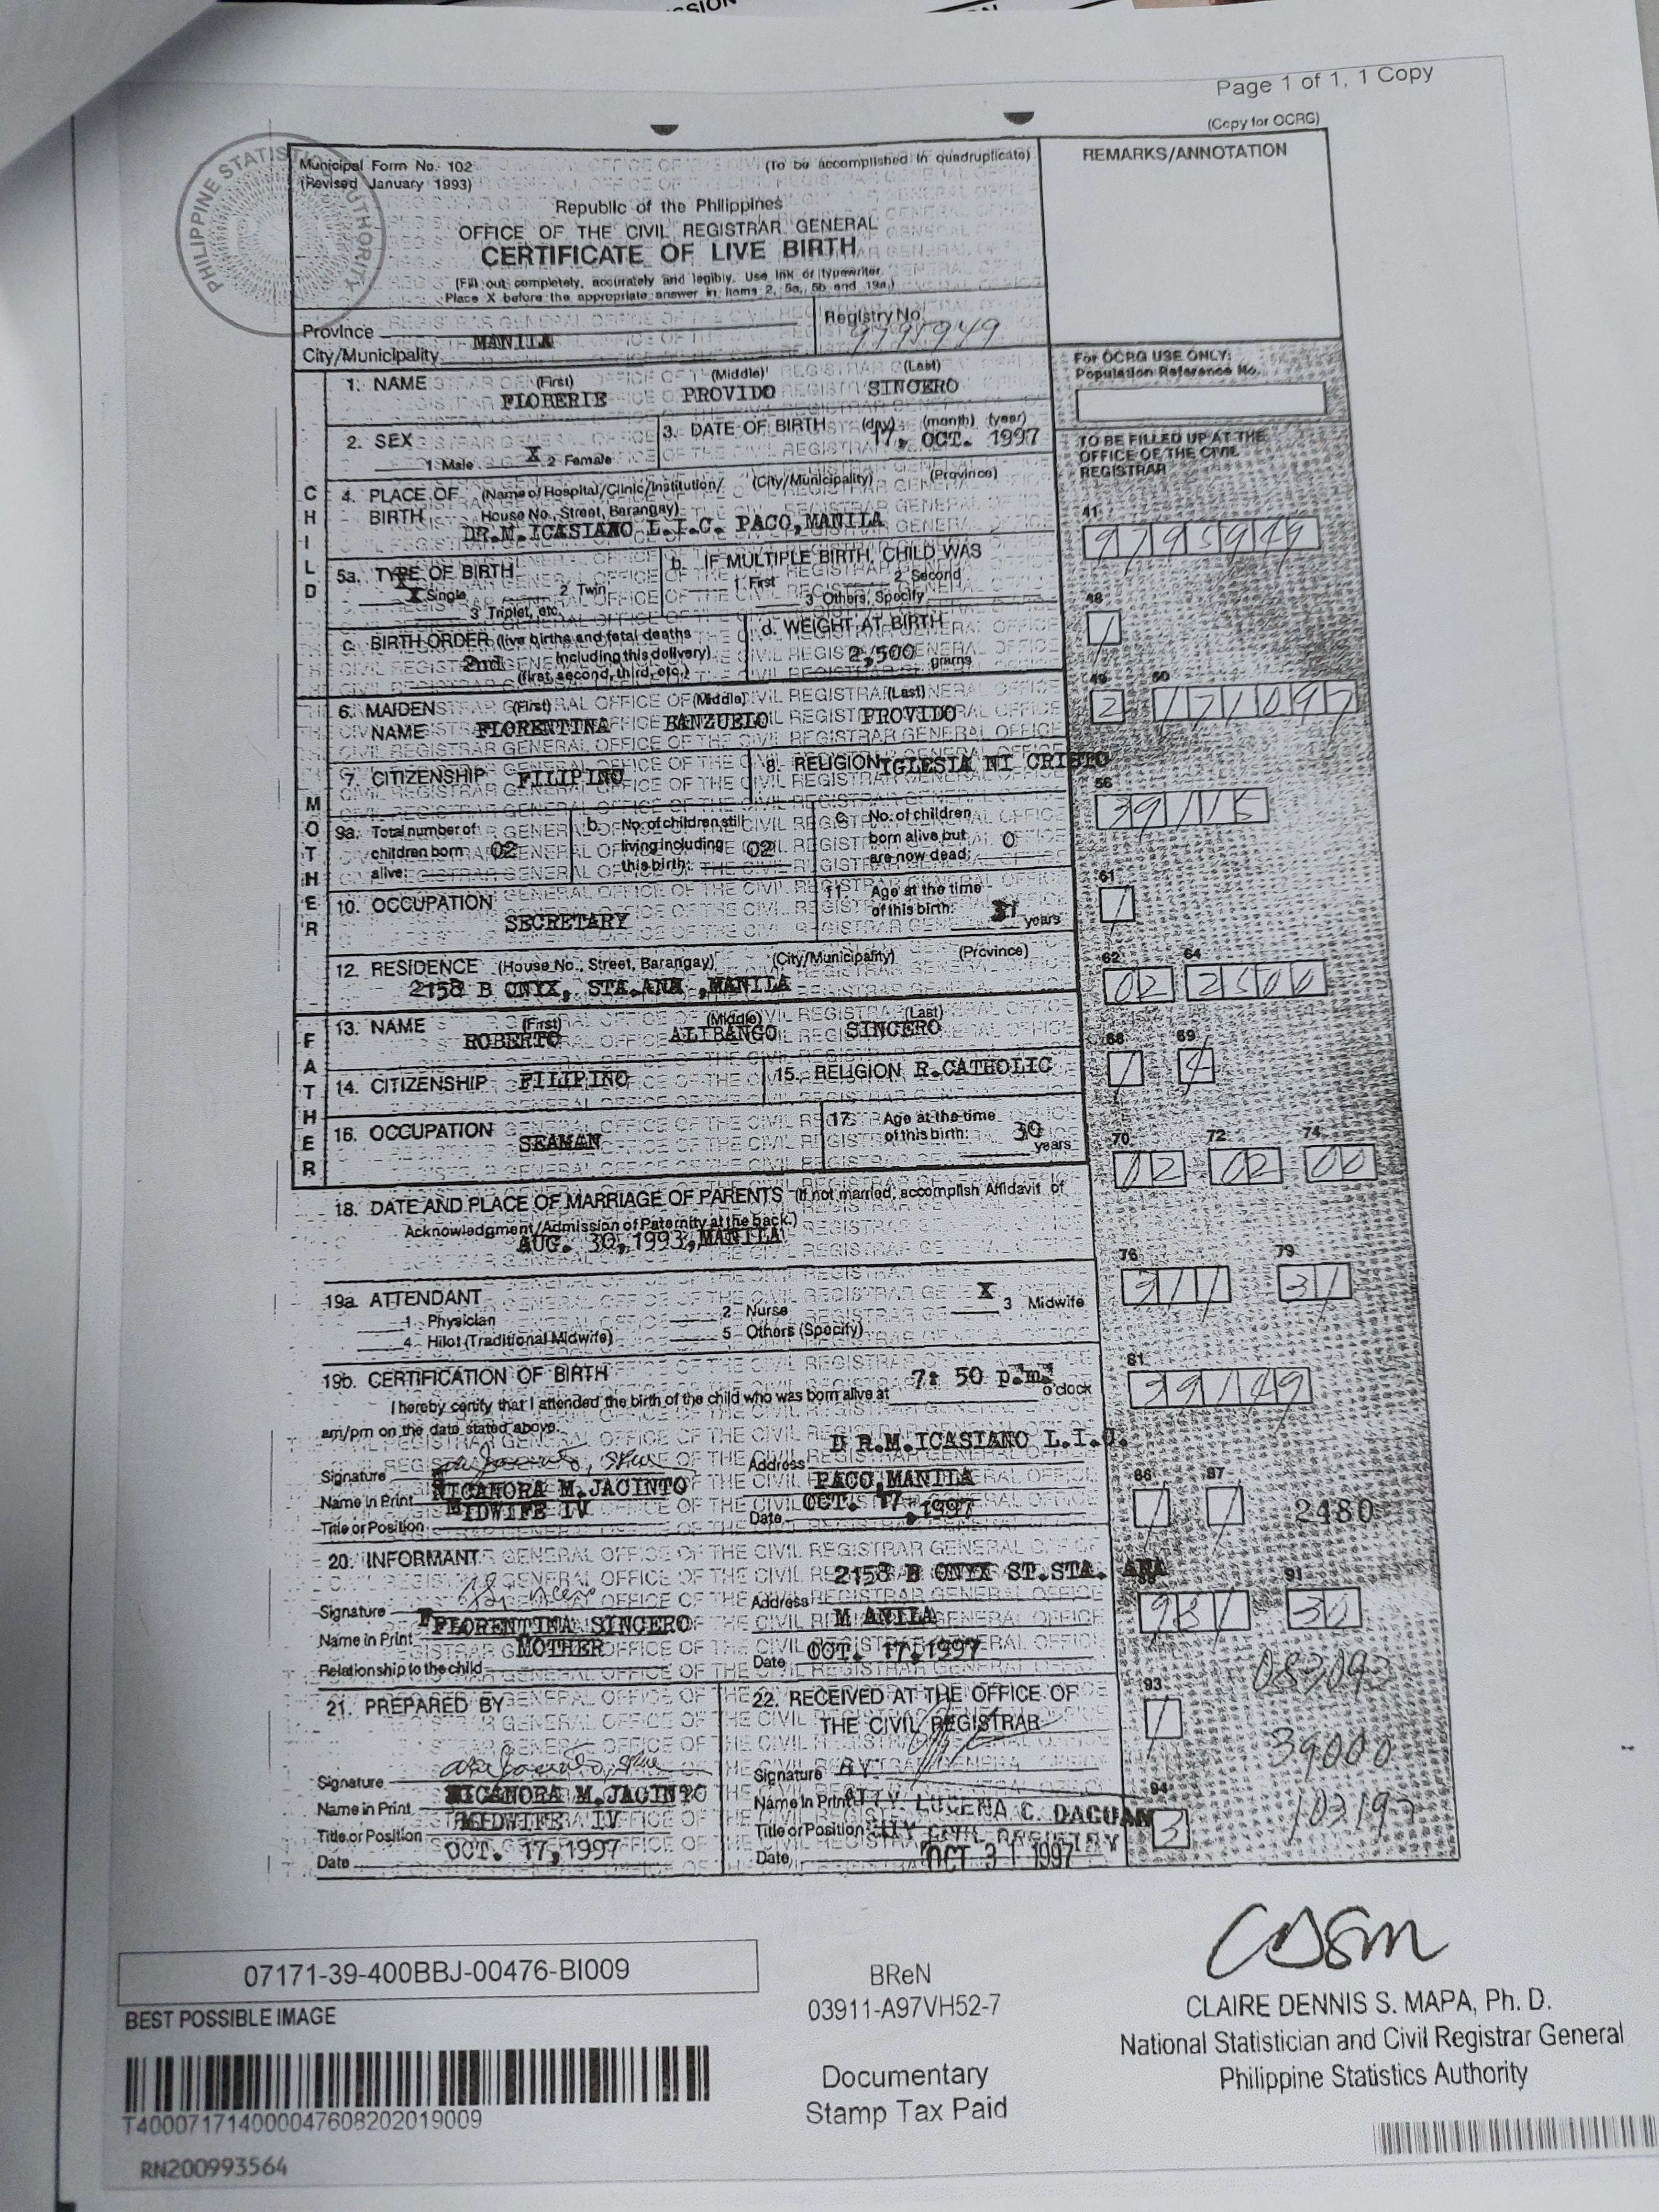 Page 1 of 1, 1 Copy
(Copy for OCRG)
PHILIPPINE STATISTICS AUTHORITY
Municipal Form No. 102
(Revised January 1993)
(To be accomplished in quadruplicate)
REMARKS/ANNOTATION
Republic of the Philippines
OFFICE OF THE CIVIL REGISTRAR GENERAL
CERTIFICATE OF LIVE BIRTH
(Fill out completely, accurately and legibly. Use ink or typewriter.
Place X before the appropriate answer in items 2, 5a, 5b and 19a.)
Province
Registry No.
City/Municipality MANILA
For OCRG USE ONLY:
Population Reference No.
CHILD
1. NAME (First) (Middle) (Last)
FLOBERIE PROVIDO SINCERO
2. SEX
1 Male X 2 Female
3. DATE OF BIRTH (day) (month) (year)
17, OCT. 1997
TO BE FILLED UP AT THE
OFFICE OF THE CIVIL
REGISTRAR
4. PLACE OF BIRTH (Name of Hospital/Clinic/Institution/ House No., Street, Barangay) (City/Municipality) (Province)
DR.M.ICASIANO L.I.C. PACO,MANILA
41
9795949
5a. TYPE OF BIRTH
X Single 2 Twin
3 Triplet, etc.
b. IF MULTIPLE BIRTH, CHILD WAS
1 First 2 Second
3 Others, Specify
48
1
c. BIRTH ORDER (live births and fetal deaths
including this delivery)
2nd
(first, second, third, etc.)
d. WEIGHT AT BIRTH
2,500 grams
49 50
2 171097
MOTHER
6. MAIDEN NAME (First) (Middle) (Last)
FLORENTINA BANZUELO PROVIDO
7. CITIZENSHIP FILIPINO
8. RELIGION IGLESIA NI CRISTO
56
39115
9a. Total number of
children born
alive: 02
b. No. of children still
living including
this birth: 02
c. No. of children
born alive but
are now dead: 0
61
1
10. OCCUPATION
SECRETARY
11. Age at the time
of this birth: years
12. RESIDENCE (House No., Street, Barangay) (City/Municipality) (Province)
2158 B ONYX, STA.ANA ,MANILA
62 64
02 2500
FATHER
13. NAME (First) (Middle) (Last)
ROBERTO ALIBANGO SINCERO
68 69
1 4
14. CITIZENSHIP FILIPINO
15. RELIGION R.CATHOLIC
16. OCCUPATION
SEAMAN
17. Age at the time
of this birth: 30 years
70 72 74
02 02 00
18. DATE AND PLACE OF MARRIAGE OF PARENTS (If not married, accomplish Affidavit of
Acknowledgment/Admission of Paternity at the back.)
AUG. 30,1993,MANILA
76 79
911 31
19a. ATTENDANT
1 Physician 2 Nurse X 3 Midwife
4 Hilot (Traditional Midwife) 5 Others (Specify)
19b. CERTIFICATION OF BIRTH
I hereby certify that I attended the birth of the child who was born alive at 7: 50 p.m. o'clock
am/pm on the date stated above.
81
39149
Signature
Name in Print NICANORA M.JACINTO
Title or Position MIDWIFE IV
Address D R.M.ICASIANO L.I.C.
PACO,MANILA
Date OCT. 17,1997
86 87
1 1 2480
20. INFORMANT
Signature
Name in Print FLORENTINA SINCERO
Relationship to the child MOTHER
Address 2158 B ONYX ST.STA. ANA
M ANILA
Date OCT. 17,1997
91
981 30
083093
21. PREPARED BY
Signature
Name in Print NICANORA M.JACINTO
Title or Position MIDWIFE IV
Date OCT. 17,1997
22. RECEIVED AT THE OFFICE OF
THE CIVIL REGISTRAR
Signature BY
Name in Print ATTY. LUCENA C. DACUAN
Title or Position CITY CIVIL REGISTRY
Date OCT 31 1997
93
1
39000
94
3
103197
07171-39-400BBJ-00476-BI009
BEST POSSIBLE IMAGE
T400071714000047608202019009
RN200993564
BReN
03911-A97VH52-7
Documentary
Stamp Tax Paid
CLAIRE DENNIS S. MAPA, Ph. D.
National Statistician and Civil Registrar General
Philippine Statistics Authority